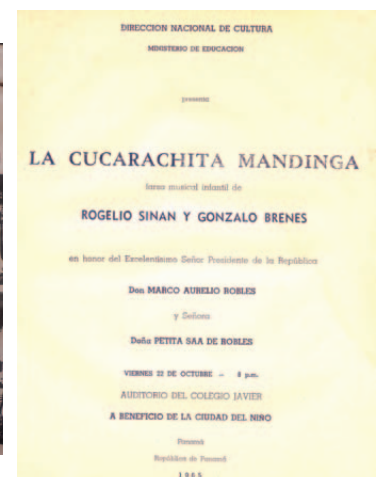 DIRECCION NACIONAL DE CULTURA
MINISTERIO DE EDUCACION
presenta
LA CUCARACHITA MANDINGA
farsa musical infantil de
ROGELIO SINAN Y GONZALO BRENES
en honor del Excelentísimo Señor Presidente de la República
Don MARCO AURELIO ROBLES
y Señora
Doña PETITA SAA DE ROBLES
VIERNES 22 DE OCTUBRE – 8 p.m.
AUDITORIO DEL COLEGIO JAVIER
A BENEFICIO DE LA CIUDAD DEL NIÑO
Panamá
República de Panamá
1965